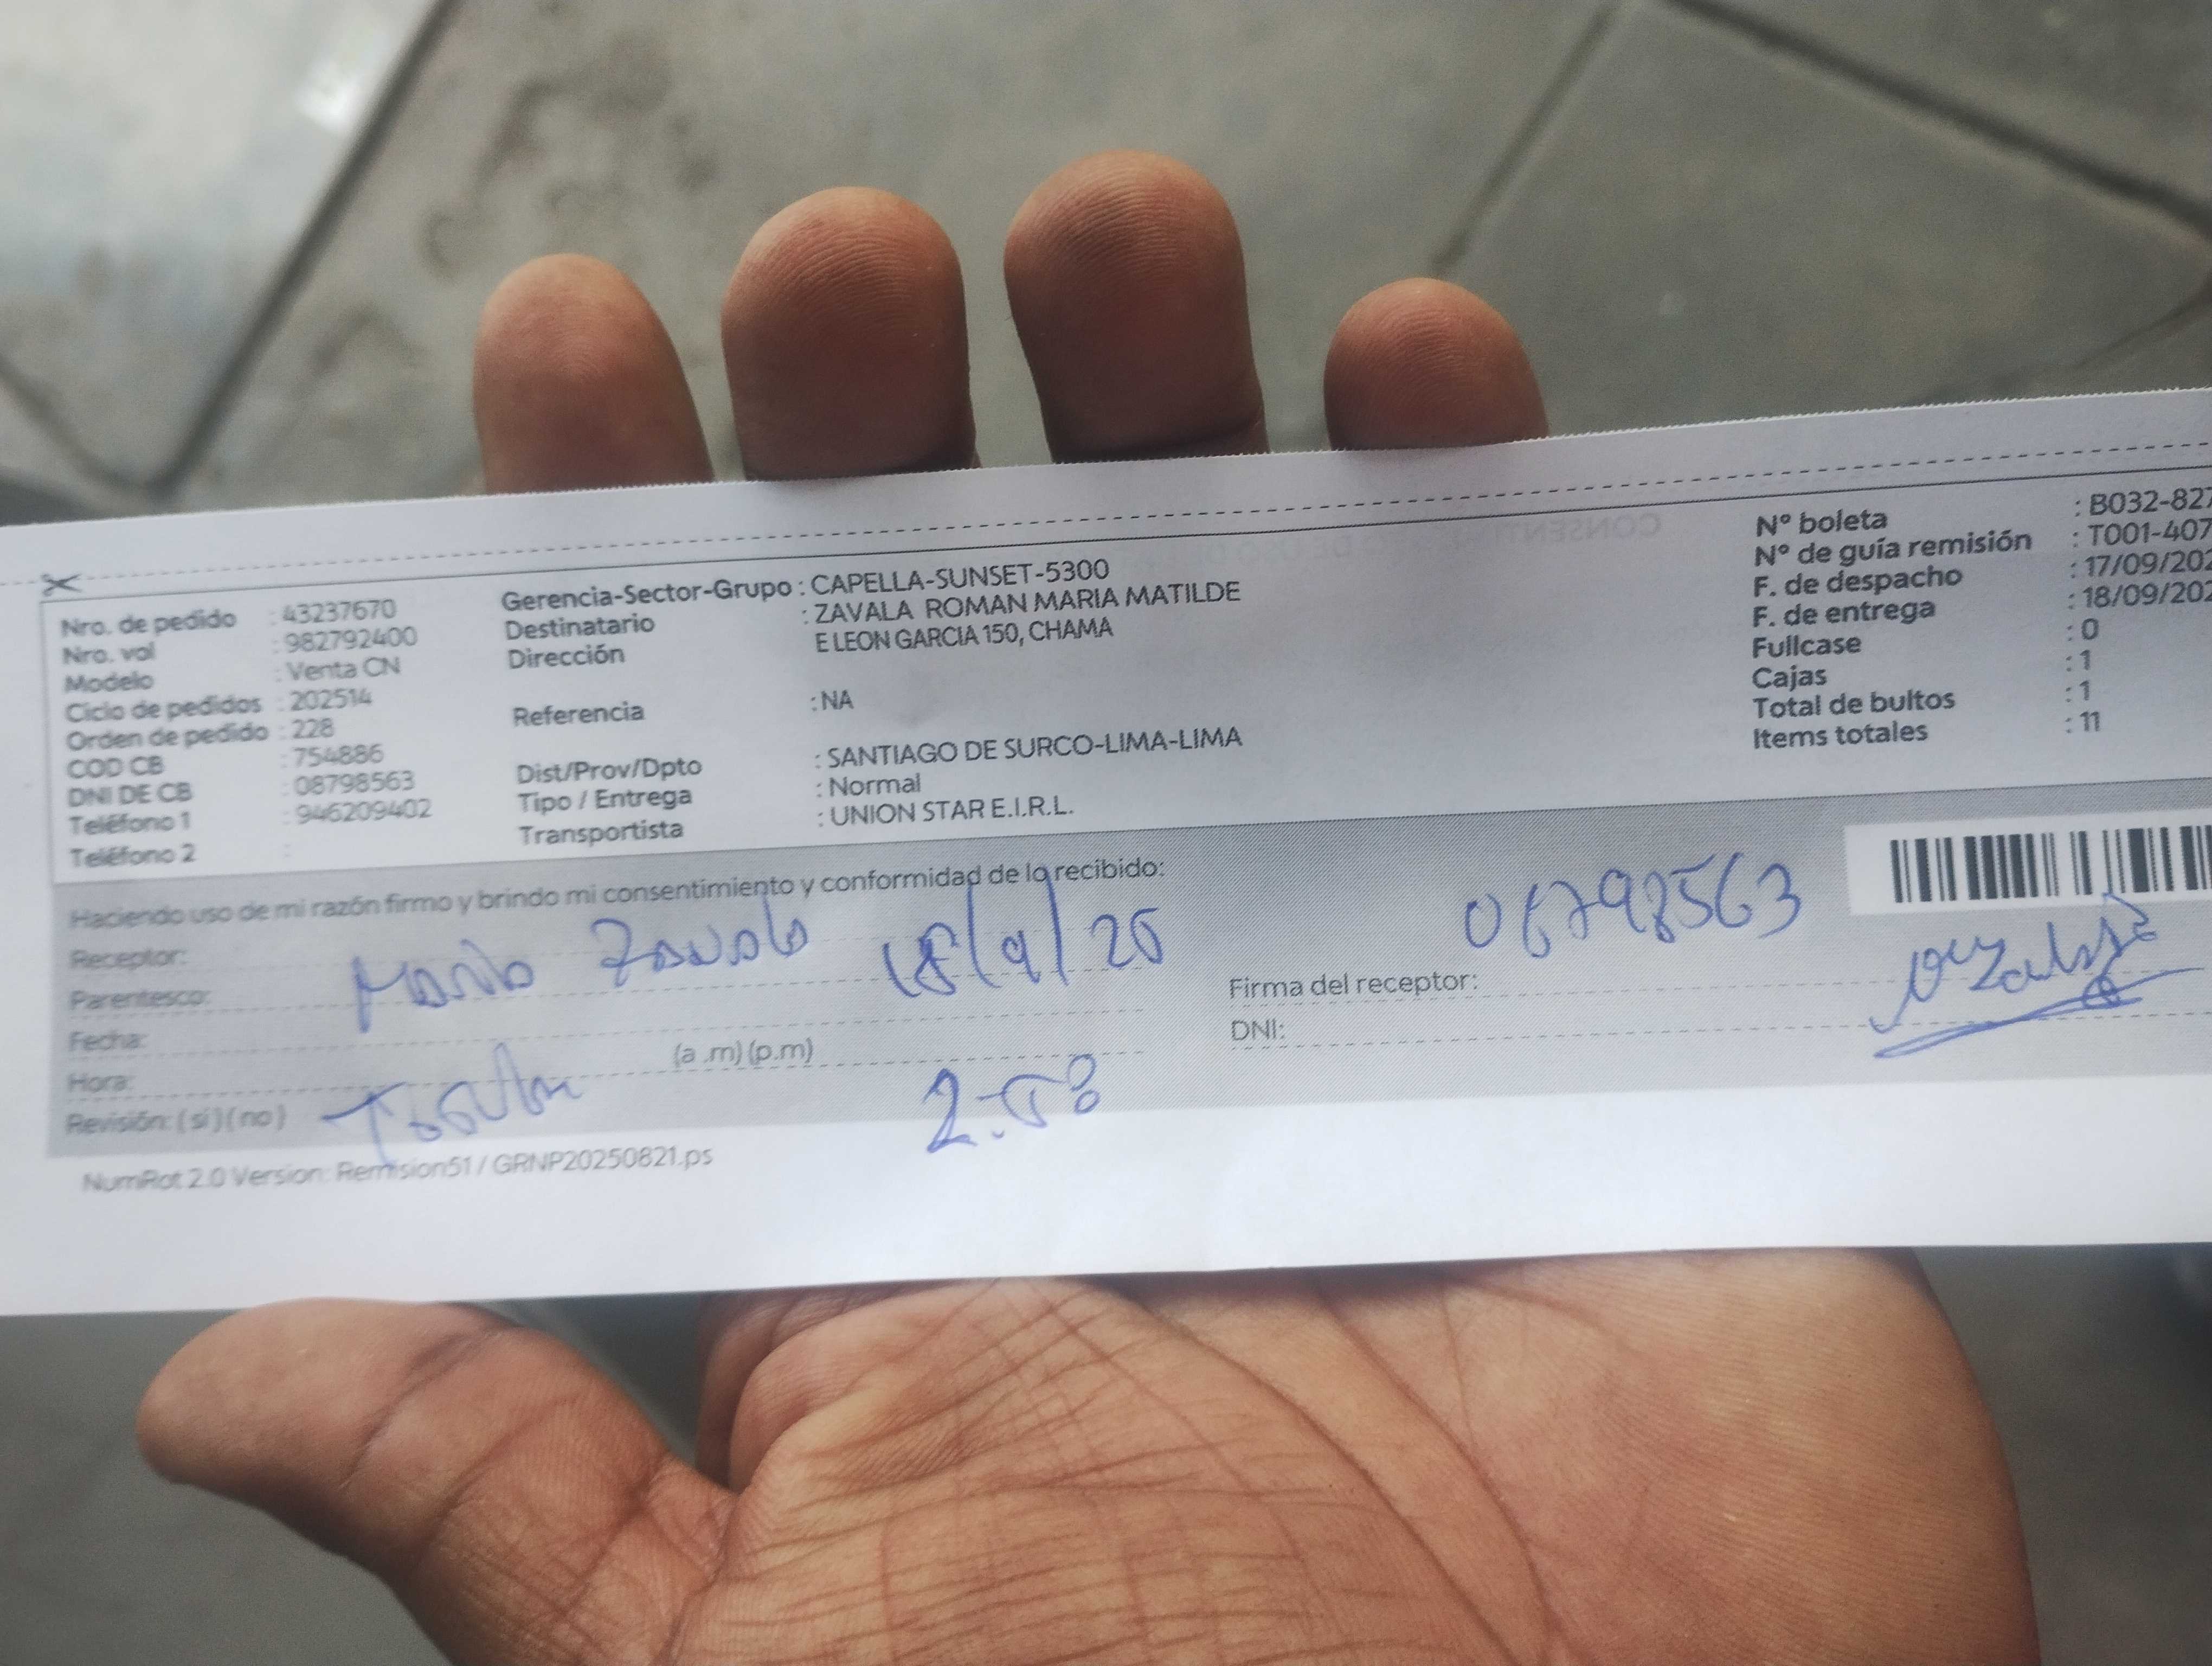 Nro. de pedido : 43237670
Nro. val : 982792400
Modelo : Venta CN
Ciclo de pedidos : 202514
Orden de pedido : 228
COD CB : 754886
DNI DE CB : 08798563
Teléfono 1 : 946209402
Teléfono 2 :
Gerencia-Sector-Grupo : CAPELLA-SUNSET-5300
Destinatario : ZAVALA ROMAN MARIA MATILDE
Dirección E LEON GARCIA 150, CHAMA
Referencia : NA
Dist/Prov/Dpto : SANTIAGO DE SURCO-LIMA-LIMA
Tipo / Entrega : Normal
Transportista : UNION STAR E.I.R.L.
Nº boleta : B032-827
Nº de guía remisión : T001-407
F. de despacho : 17/09/202
F. de entrega : 18/09/202
Fullcase : 0
Cajas : 1
Total de bultos : 1
Items totales : 11
Haciendo uso de mi razón firmo y brindo mi consentimiento y conformidad de lo recibido:
Receptor:
Maria Zavala 18/9/25
Parentesco:
Fecha:
Hora: (a .m) (p.m)
Revisión: ( si ) ( no )
2.58
Firma del receptor:
DNI:
NumRot 2.0 Version: Remision51 / GRNP20250821.ps